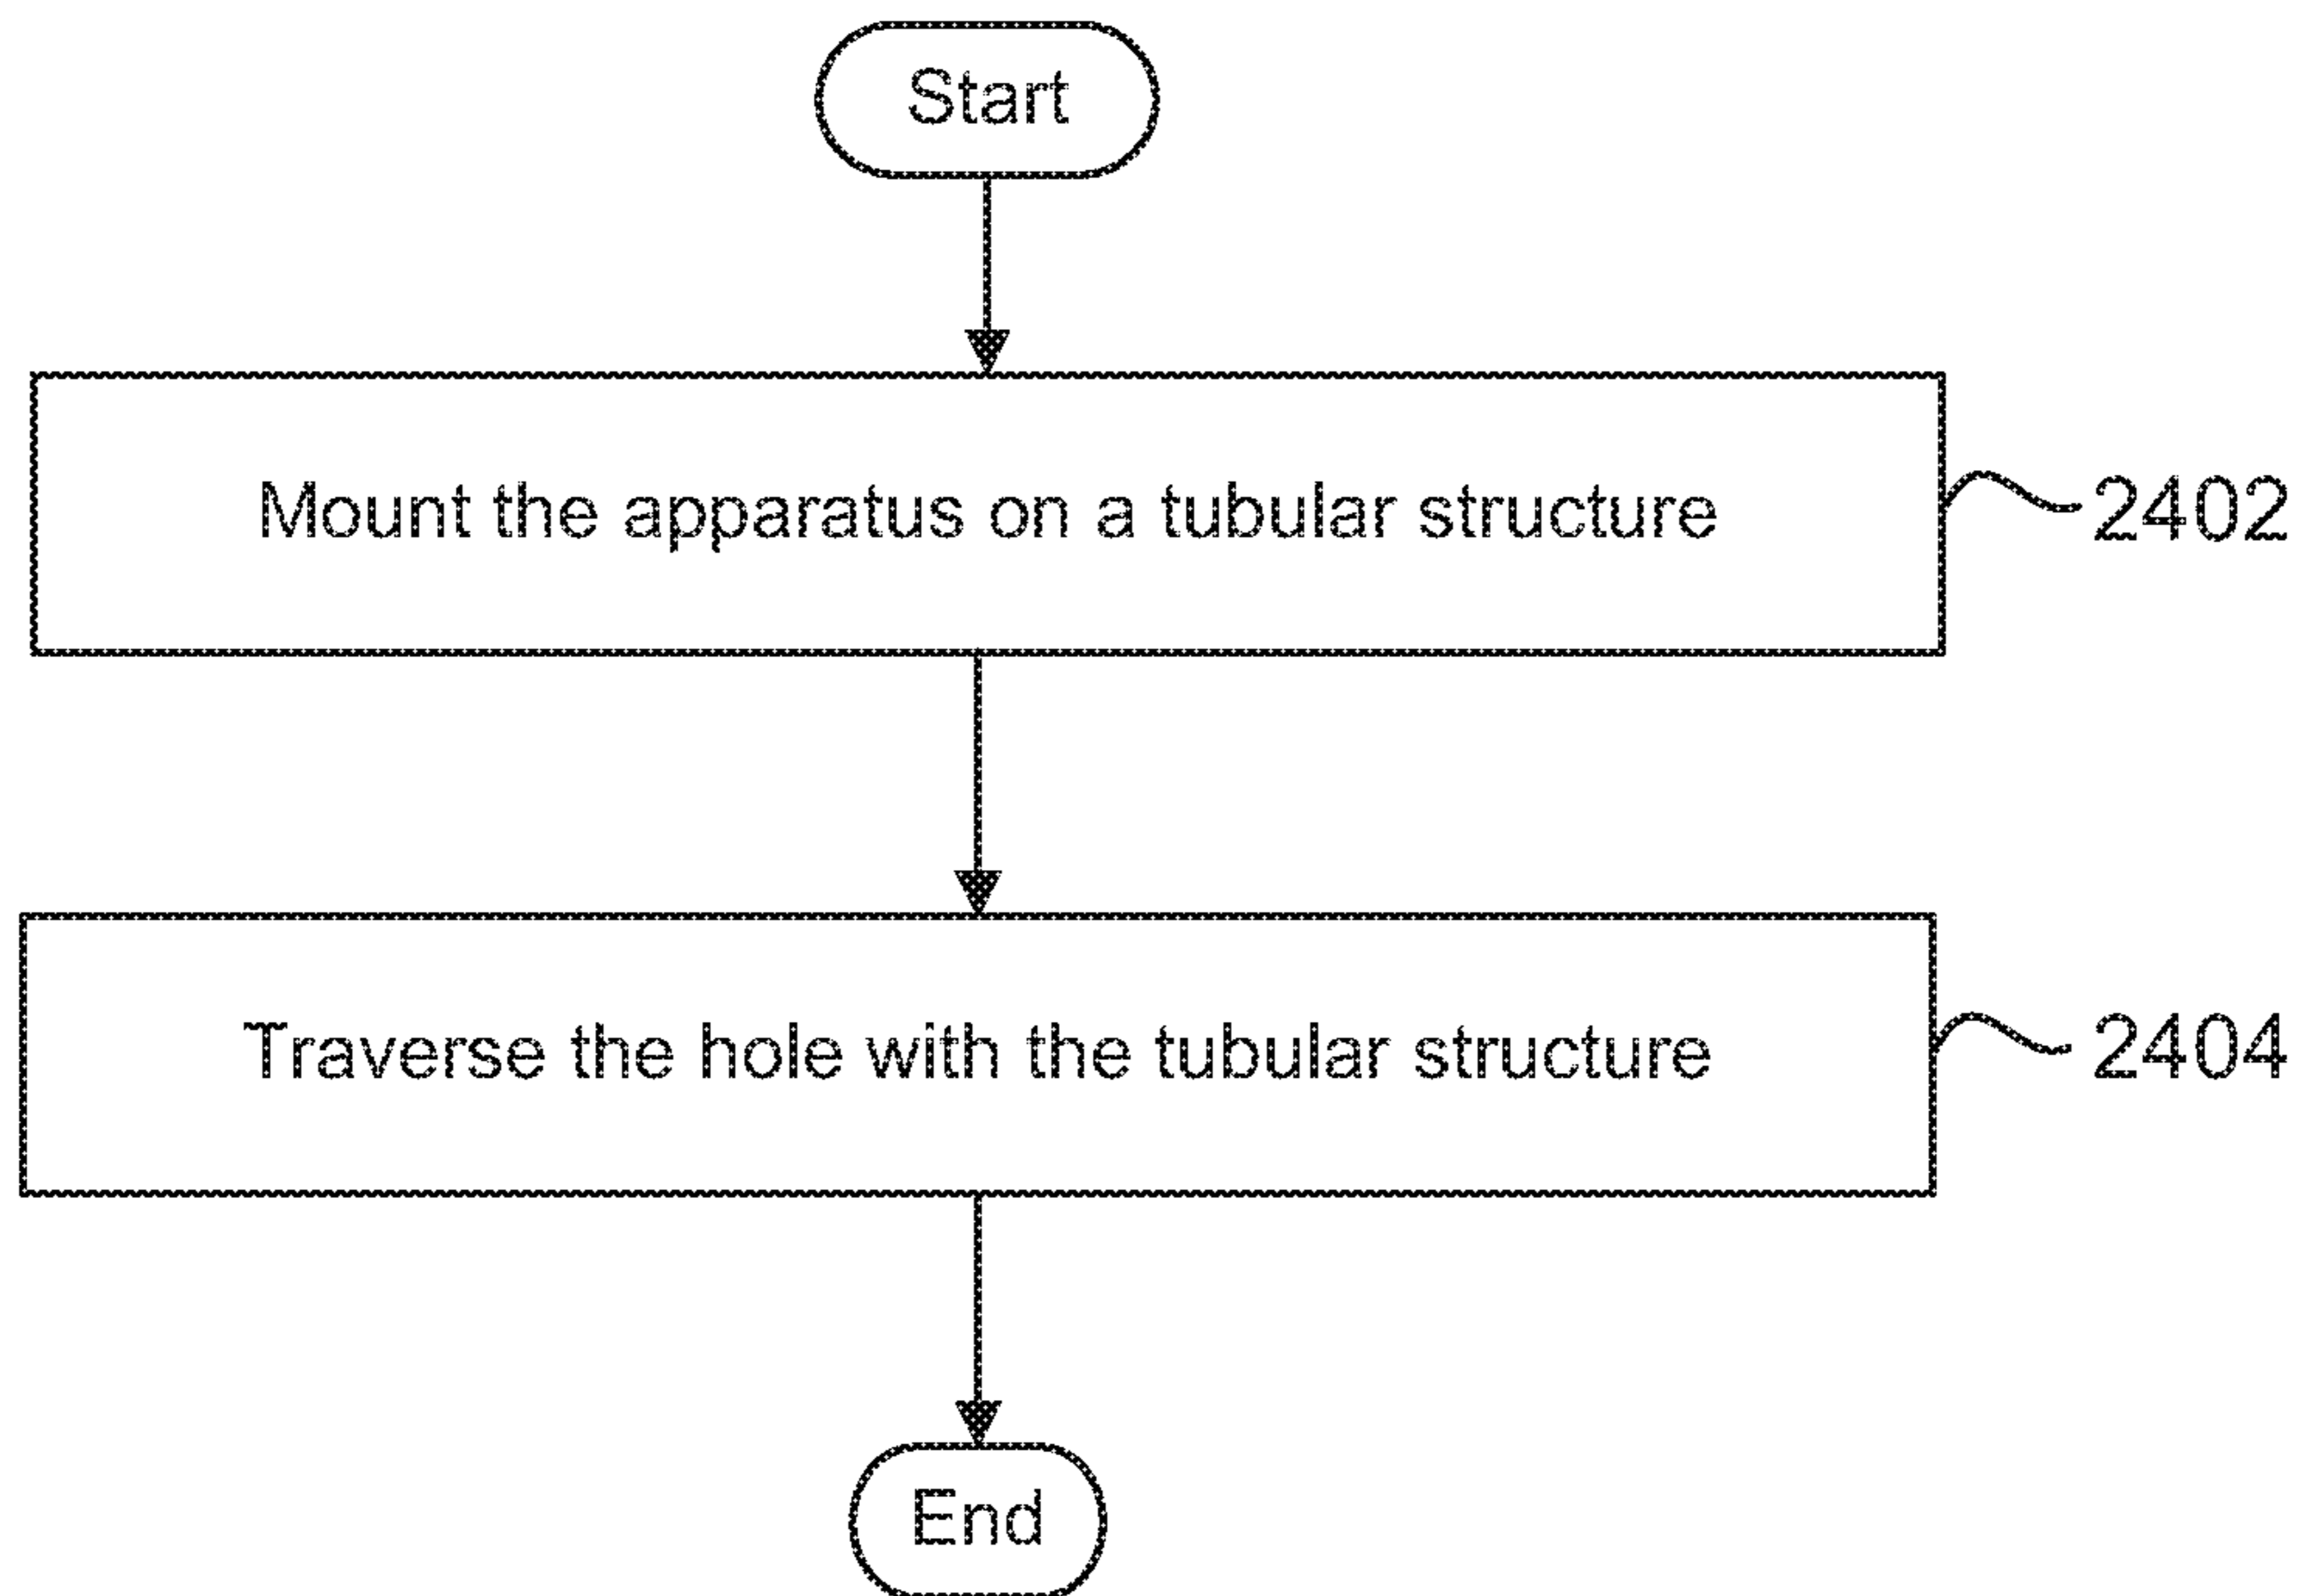 Start
Mount the apparatus on a tubular structure
2402
Traverse the hole with the tubular structure
2404
End